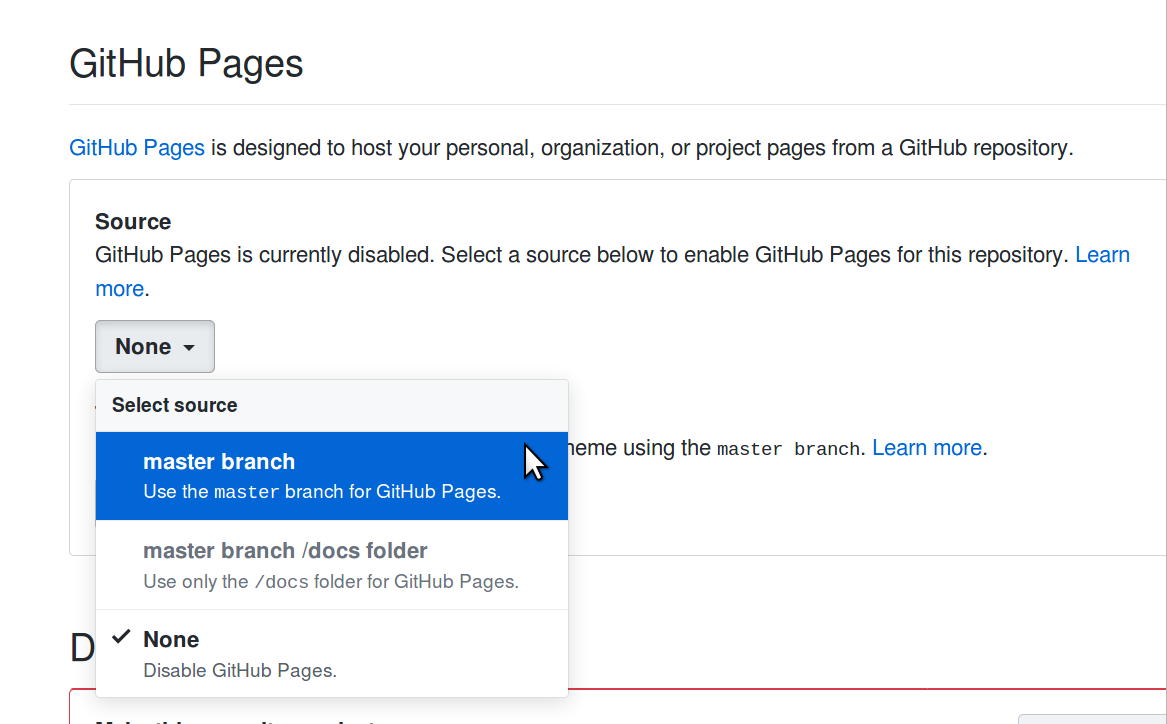 GitHub Pages
GitHub Pages is designed to host your personal, organization, or project pages from a GitHub repository.
Source
GitHub Pages is currently disabled. Select a source below to enable GitHub Pages for this repository. Learn
more.
None
Select source
master branch
Use the master branch for GitHub Pages.
heme using the master branch. Learn more.
master branch /docs folder
Use only the /docs folder for GitHub Pages.
None
Disable GitHub Pages.
D